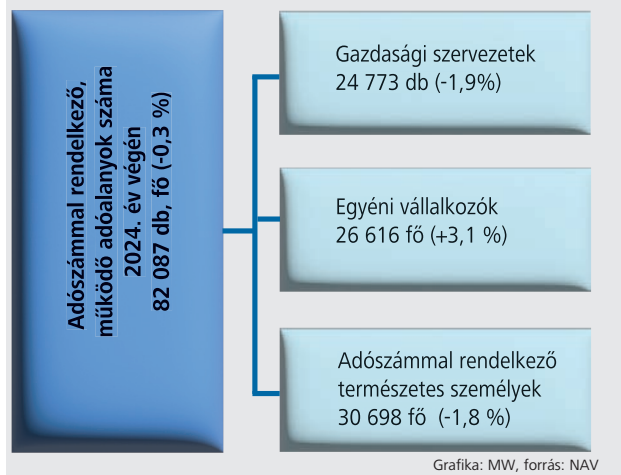 Adószámmal rendelkező,
működő adóalanyok száma
2024. év végén
82 087 db, fő (-0,3 %)
Gazdasági szervezetek
24 773 db (-1,9%)
Egyéni vállalkozók
26 616 fő (+3,1 %)
Adószámmal rendelkező
természetes személyek
30 698 fő (-1,8 %)
Grafika: MW, forrás: NAV